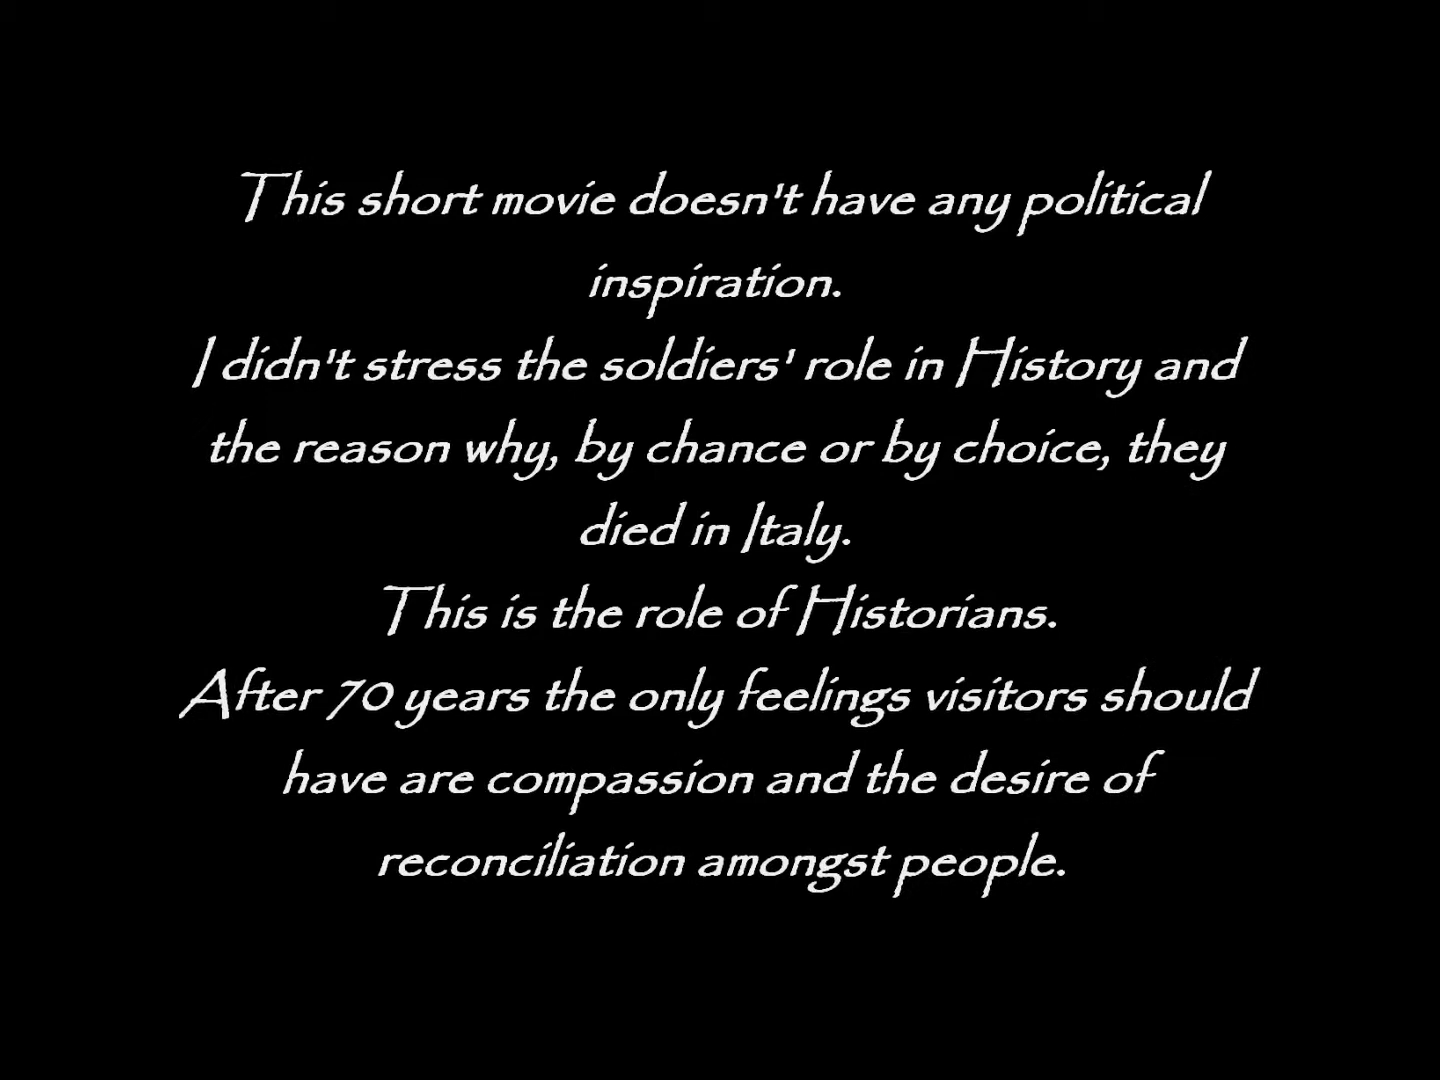 This short movie doesn't have any political
inspiration.
I didn't stress the soldiers' role in History and
the reason why, by chance or by choice, they
died in Italy.
This is the role of Historians.
After 70 years the only feelings visitors should
have are compassion and the desire of
reconciliation amongst people.